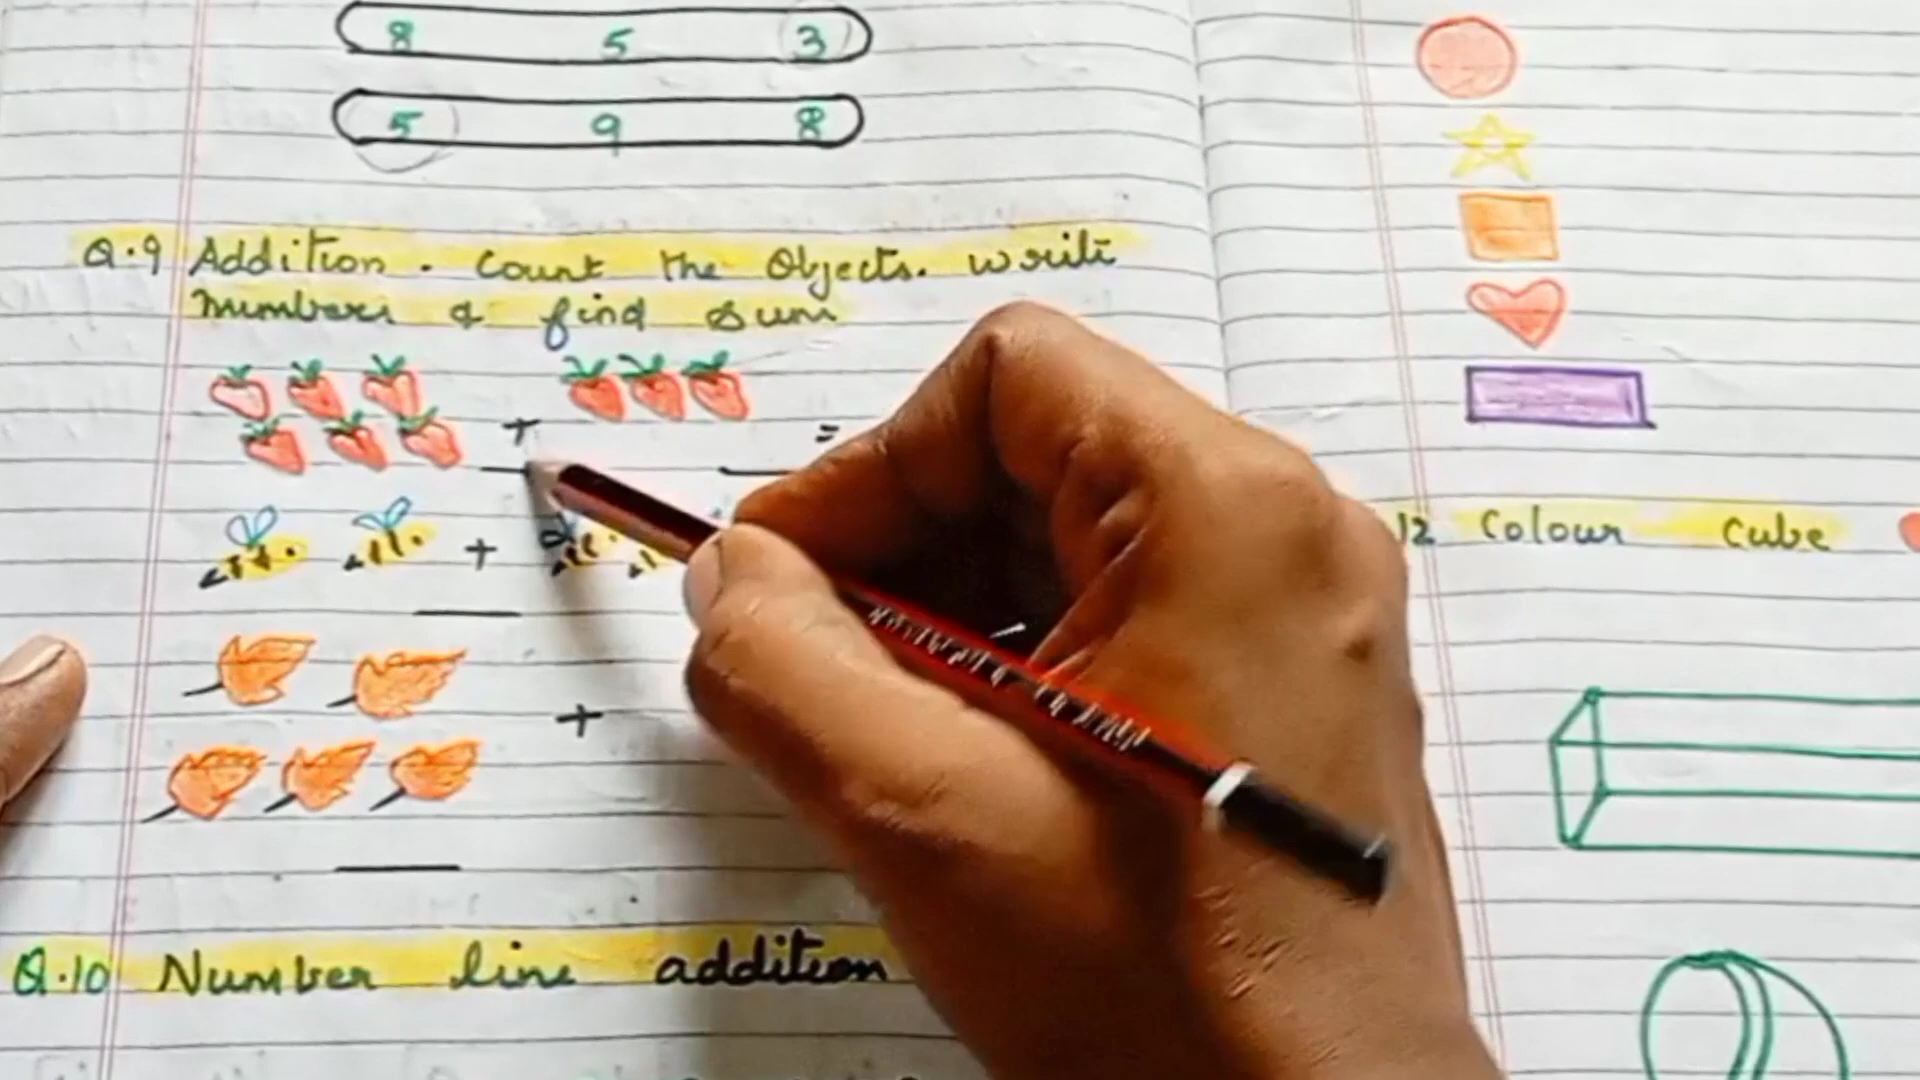 8 5 3
5 9 8
Q.9 Addition. Count the Objects. write
numbers & find sum
+ =
+
+
Q.10 Number line addition
12 Colour Cube